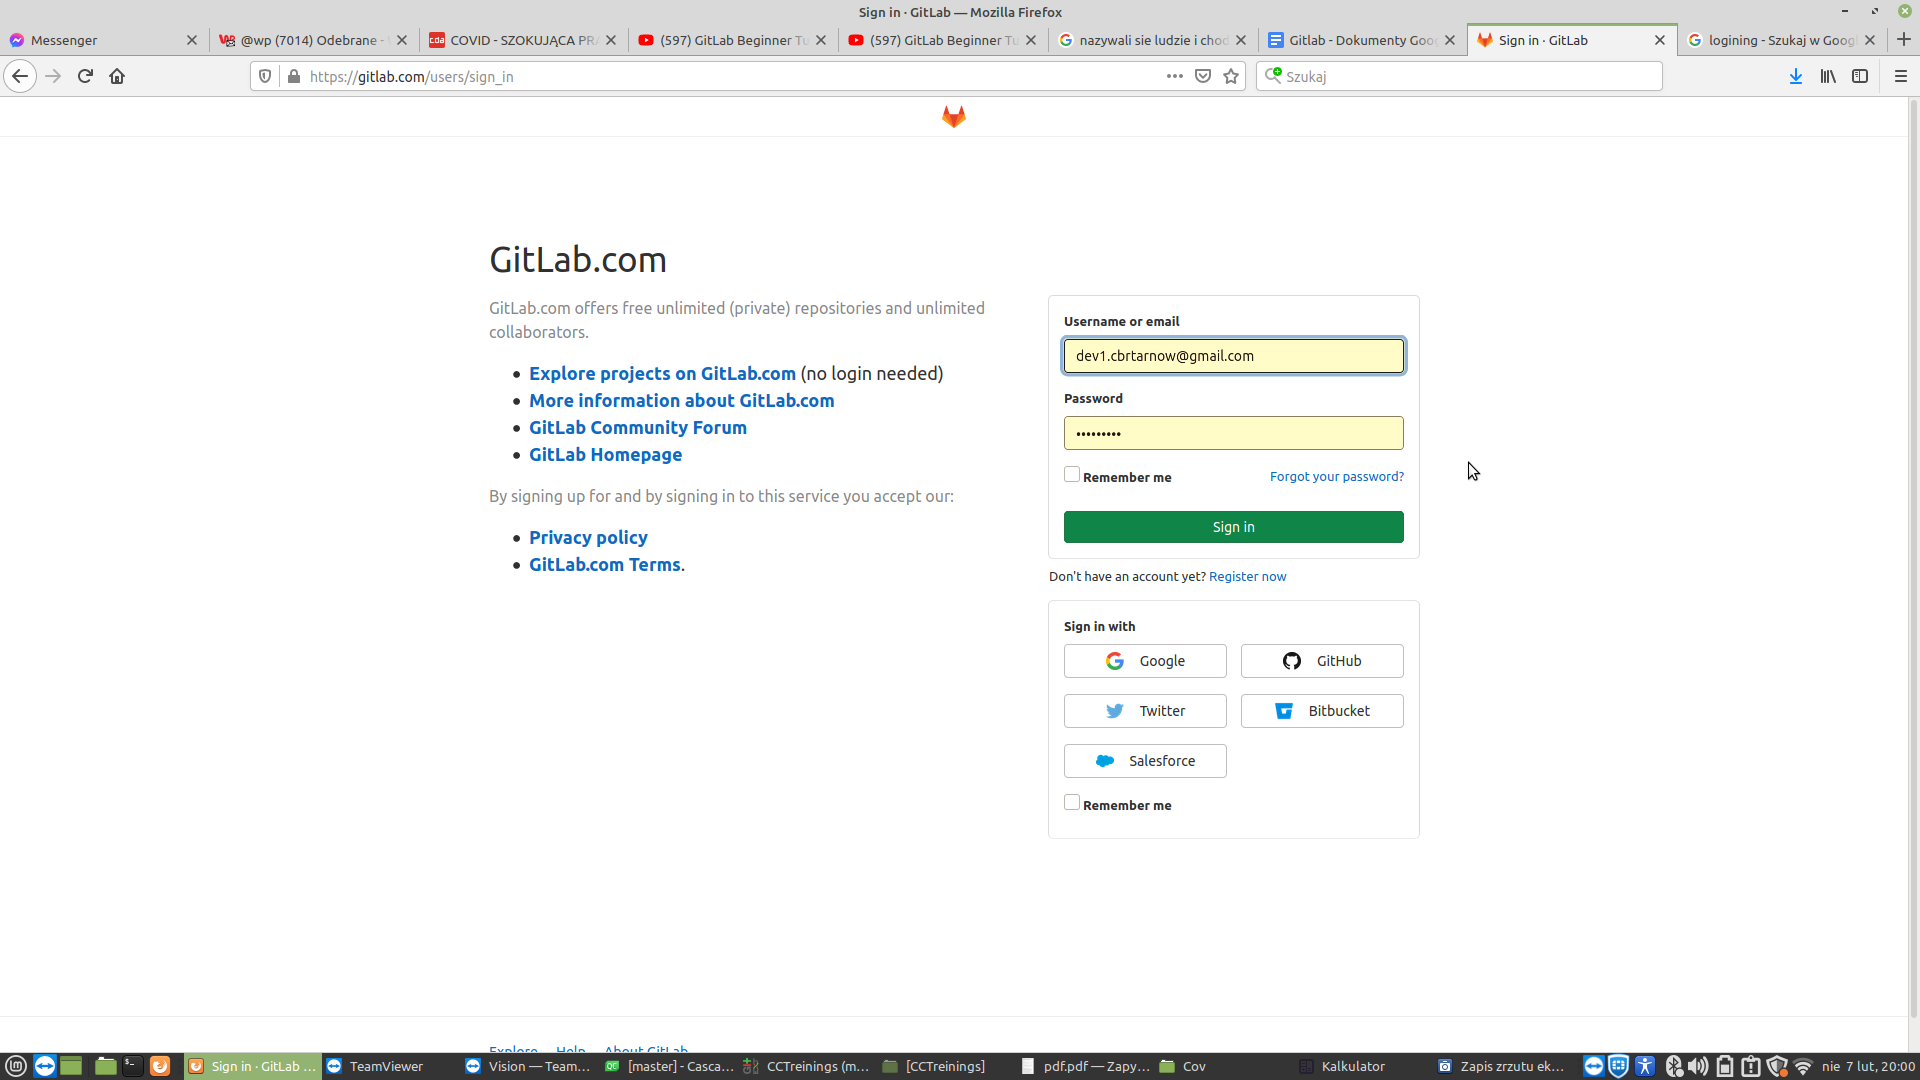 Sign in · GitLab — Mozilla Firefox
Messenger
@wp (7014) Odebrane -
COVID - SZOKUJĄCA PR
(597) GitLab Beginner Tu
(597) GitLab Beginner Tu
nazywali sie ludzie i chod
Gitlab - Dokumenty Goog
Sign in · GitLab
logining - Szukaj w Googl
https://gitlab.com/users/sign_in
Szukaj
GitLab.com
GitLab.com offers free unlimited (private) repositories and unlimited
collaborators.
Explore projects on GitLab.com (no login needed)
More information about GitLab.com
GitLab Community Forum
GitLab Homepage
By signing up for and by signing in to this service you accept our:
Privacy policy
GitLab.com Terms.
Username or email
dev1.cbrtarnow@gmail.com
Password
•••••••••
Remember me
Forgot your password?
Sign in
Don't have an account yet? Register now
Sign in with
Google
GitHub
Twitter
Bitbucket
Salesforce
Remember me
Explore Help About GitLab
Sign in · GitLab ...
TeamViewer
Vision — Team...
[master] - Casca...
CCTreinings (m...
[CCTreinings]
pdf.pdf — Zapy...
Cov
Kalkulator
Zapis zrzutu ek...
nie 7 lut, 20:00